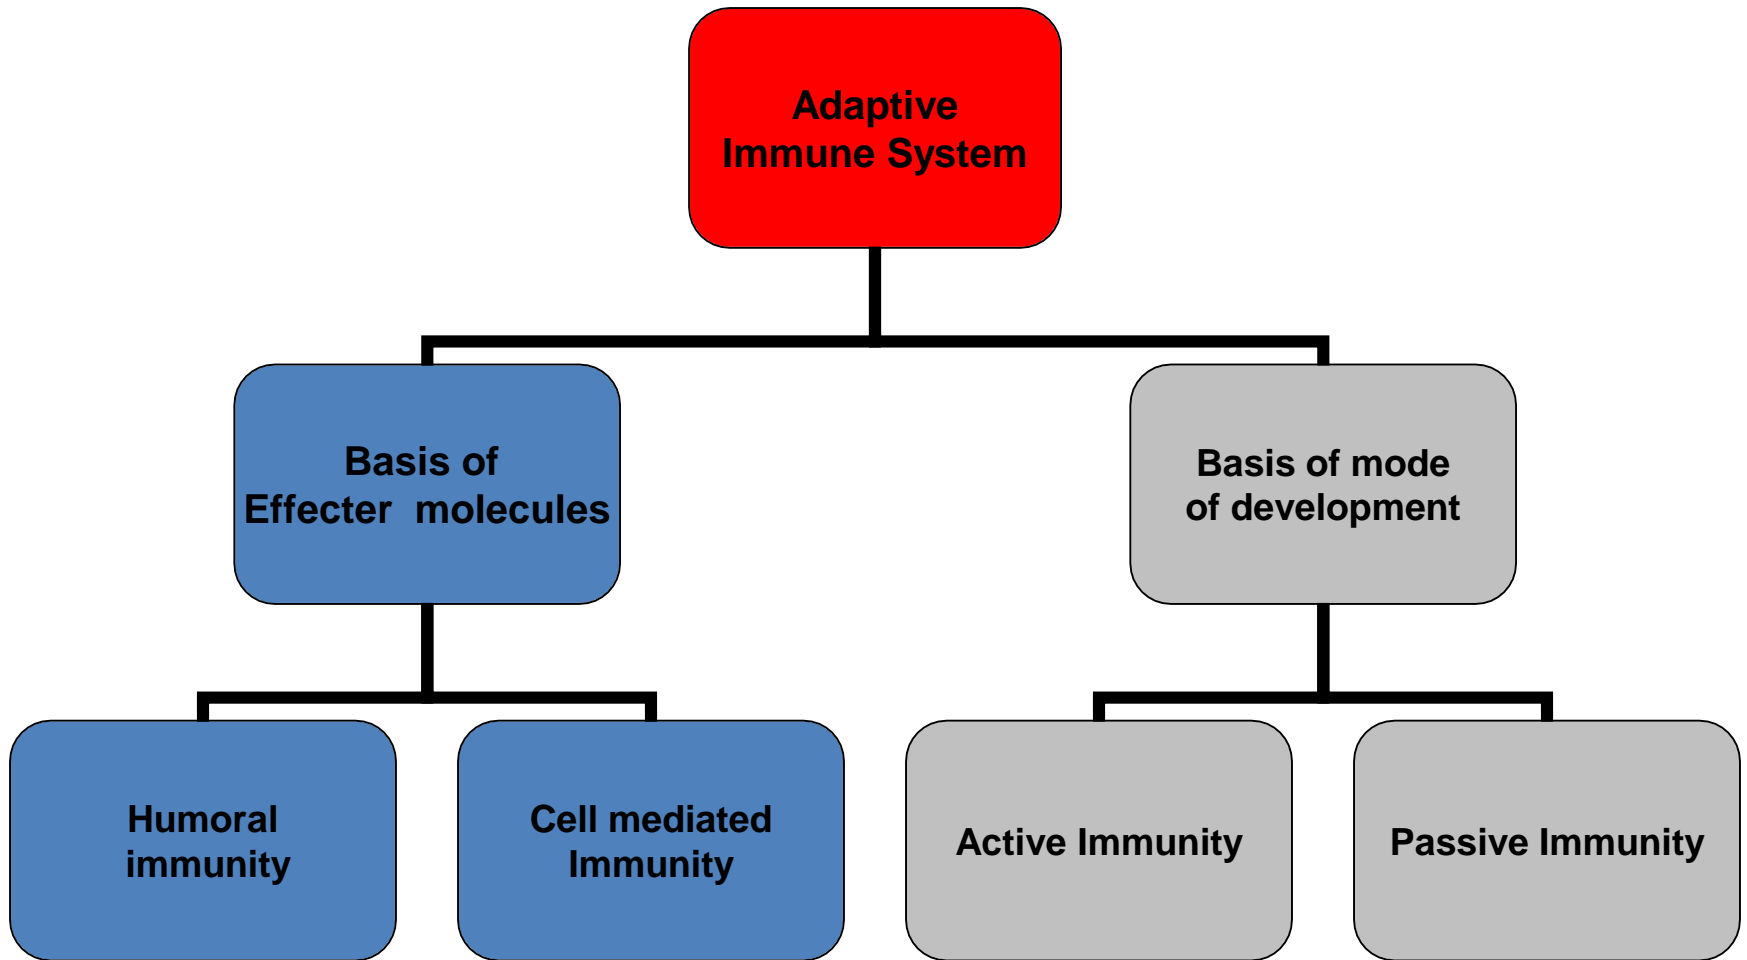 Adaptive
Immune System
Basis of
Effecter  molecules
Basis of mode
of development
Humoral
immunity
Cell mediated
Immunity
Active Immunity
Passive Immunity